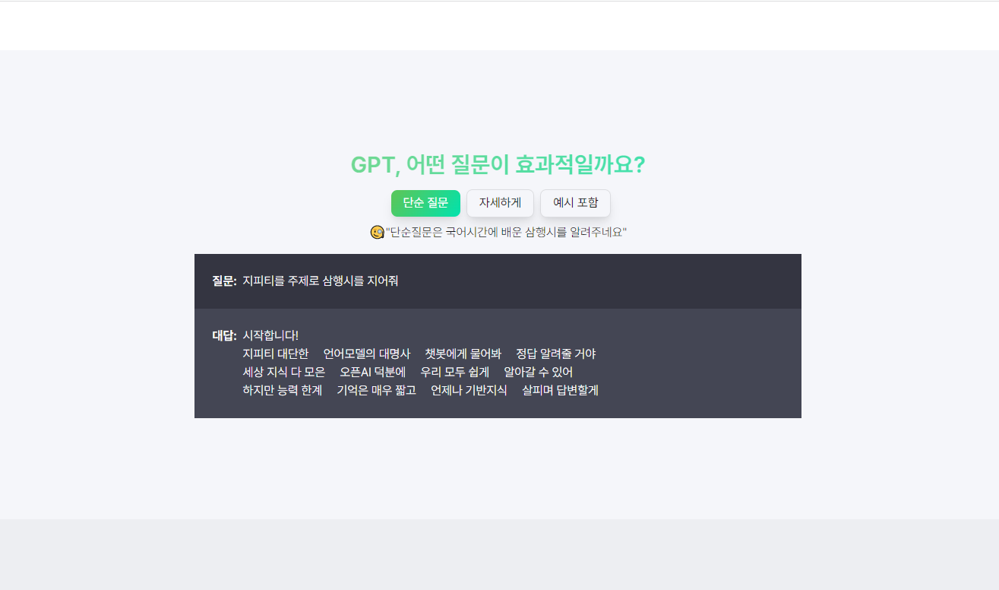 GPT, 어떤 질문이 효과적일까요?
단순 질문 자세하게 예시 포함
🧐"단순질문은 국어시간에 배운 삼행시를 알려주네요"
질문: 지피티를 주제로 삼행시를 지어줘
대답: 시작합니다!
지피티 대단한 언어모델의 대명사 챗봇에게 물어봐 정답 알려줄 거야
세상 지식 다 모은 오픈AI 덕분에 우리 모두 쉽게 알아갈 수 있어
하지만 능력 한계 기억은 매우 짧고 언제나 기반지식 살피며 답변할게